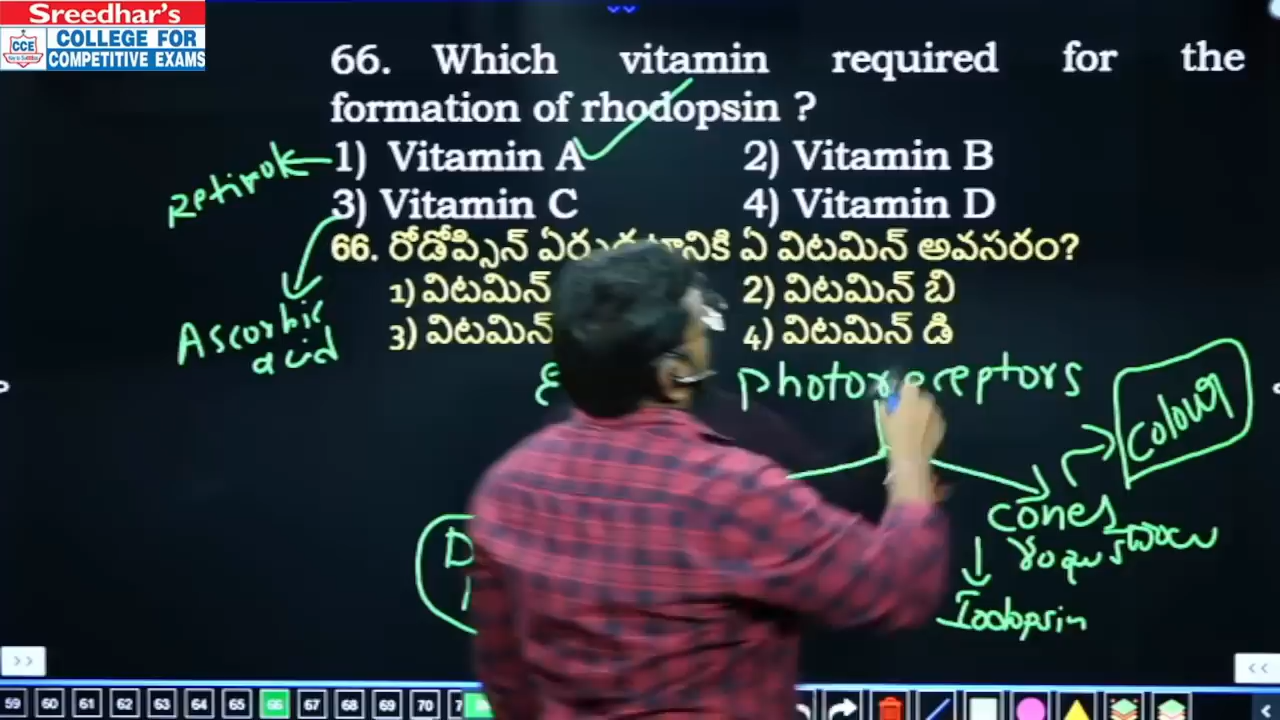 Sreedhar's
CCE
COLLEGE FOR
COMPETITIVE EXAMS
66. Which vitamin required for the
formation of rhodopsin ?
1) Vitamin A 2) Vitamin B
3) Vitamin C 4) Vitamin D
Retinol
Ascorbic
acid
66. రోడోప్సిన్ ఏ విటమిన్ అవసరం?
1) విటమిన్ 2) విటమిన్ బి
3) విటమిన్ 4) విటమిన్ డి
photoreceptors
colour
cones
Iodopsin
>> <<
59 60 61 62 63 64 65 66 67 68 69 70